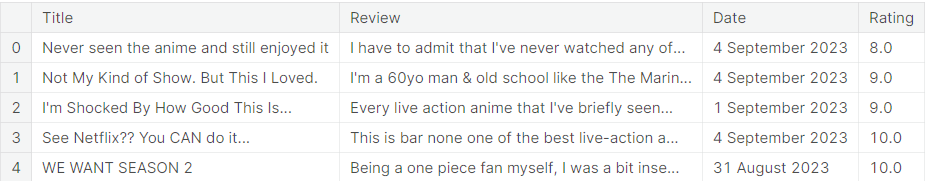 Title Review Date Rating
0 Never seen the anime and still enjoyed it I have to admit that I've never watched any of... 4 September 2023 8.0
1 Not My Kind of Show. But This I Loved. I'm a 60yo man & old school like the The Marin... 4 September 2023 9.0
2 I'm Shocked By How Good This Is... Every live action anime that I've briefly seen... 1 September 2023 9.0
3 See Netflix?? You CAN do it... This is bar none one of the best live-action a... 4 September 2023 10.0
4 WE WANT SEASON 2 Being a one piece fan myself, I was a bit inse... 31 August 2023 10.0